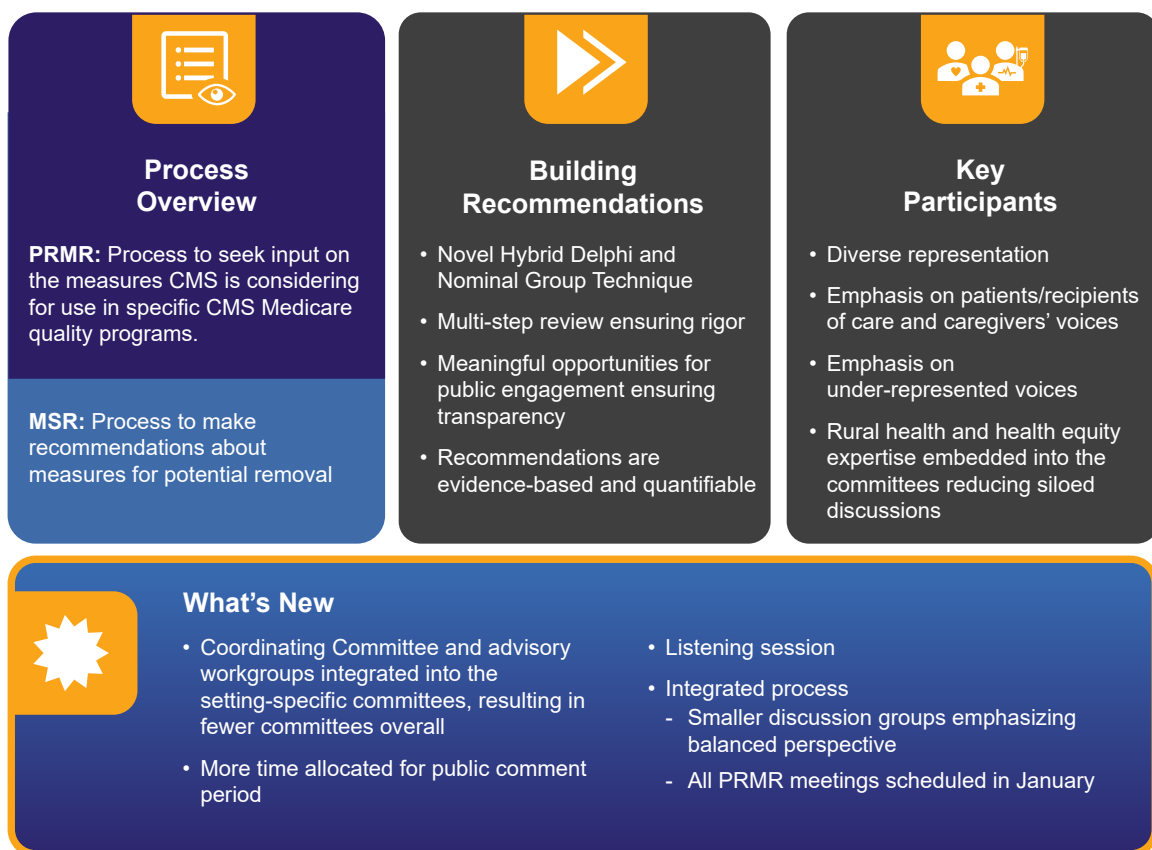 Process
Overview
PRMR: Process to seek input on
the measures CMS is considering
for use in specific CMS Medicare
quality programs.
MSR: Process to make
recommendations about
measures for potential removal
Building
Recommendations
• Novel Hybrid Delphi and
Nominal Group Technique
• Multi-step review ensuring rigor
• Meaningful opportunities for
public engagement ensuring
transparency
• Recommendations are
evidence-based and quantifiable
Key
Participants
• Diverse representation
• Emphasis on patients/recipients
of care and caregivers’ voices
• Emphasis on
under-represented voices
• Rural health and health equity
expertise embedded into the
committees reducing siloed
discussions
What’s New
• Coordinating Committee and advisory
workgroups integrated into the
setting-specific committees, resulting in
fewer committees overall
• More time allocated for public comment
period
• Listening session
• Integrated process
- Smaller discussion groups emphasizing
balanced perspective
- All PRMR meetings scheduled in January